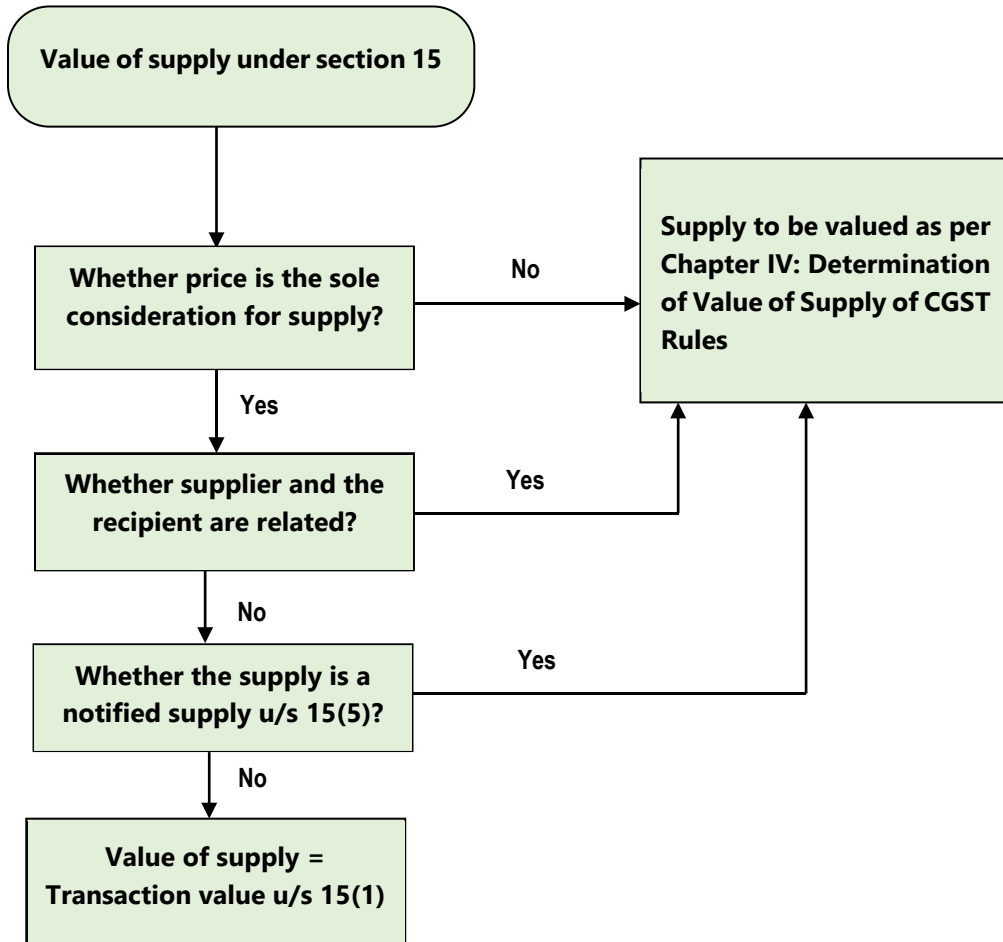 Value of supply under section 15
Whether price is the sole
consideration for supply?
No
Supply to be valued as per
Chapter IV: Determination
of Value of Supply of CGST
Rules
Yes
Whether supplier and the
recipient are related?
Yes
No
Whether the supply is a
notified supply u/s 15(5)?
Yes
No
Value of supply =
Transaction value u/s 15(1)